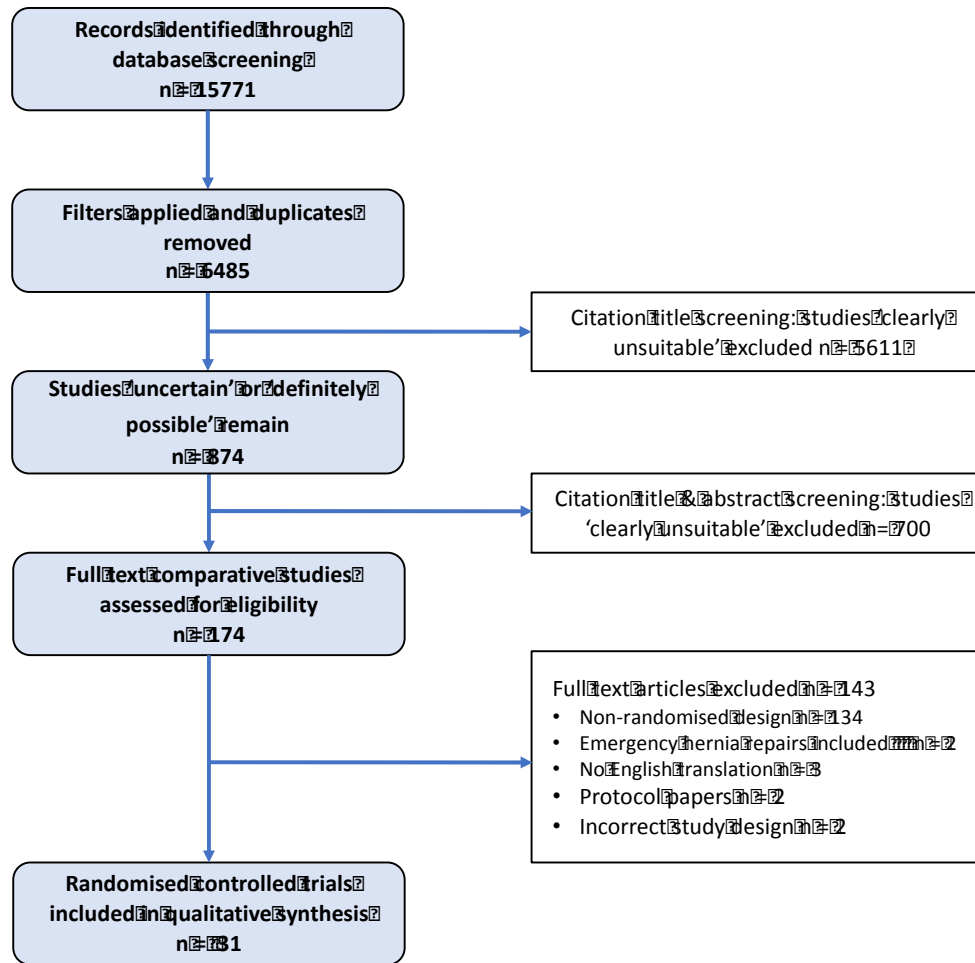 Records identified through
database screening
n = 15771
Filters applied and duplicates
removed
n = 6485
Citation title screening: studies ‘clearly
unsuitable’ excluded n = 5611
Studies ‘uncertain’ or ‘definitely
possible’ remain
n = 874
Citation title & abstract screening: studies
‘clearly unsuitable’ excluded n= 700
Full text comparative studies
assessed for eligibility
n = 174
Full text articles excluded n = 143
• Non-randomised design n = 134
• Emergency hernia repairs included n = 2
• No English translation n = 3
• Protocol papers n = 2
• Incorrect study design n = 2
Randomised controlled trials
included in qualitative synthesis
n = 31